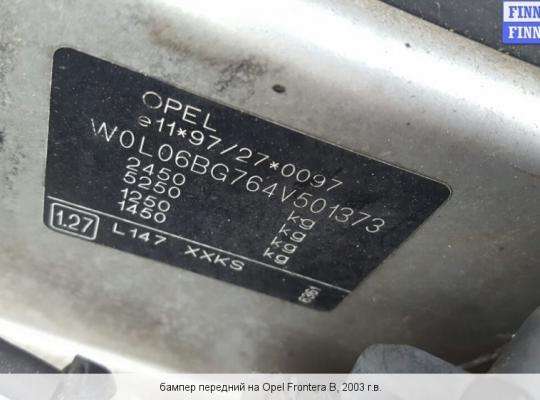 FINN
FINN
OPEL
e11*97/27*0097
W0L06BG764V501373
2450 kg
5250 kg
1250 kg
1450 kg
1.27 L147 XXKS 6361
бампер передний на Opel Frontera B, 2003 г.в.